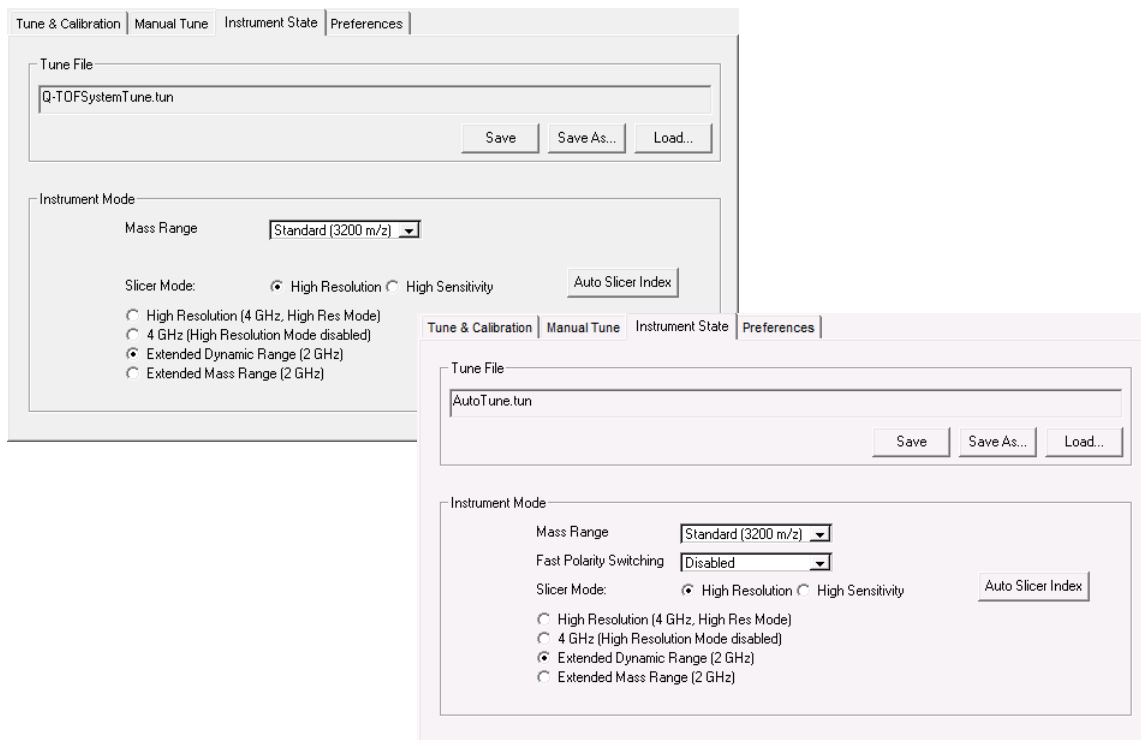 Tune & Calibration Manual Tune Instrument State Preferences
Tune File
Q-TOFSystemTune.tun
Save Save As... Load...
Instrument Mode
Mass Range Standard (3200 m/z)
Slicer Mode: High Resolution High Sensitivity Auto Slicer Index
High Resolution (4 GHz, High Res Mode)
4 GHz (High Resolution Mode disabled)
Extended Dynamic Range (2 GHz)
Extended Mass Range (2 GHz)
Tune & Calibration Manual Tune Instrument State Preferences
Tune File
AutoTune.tun
Save Save As... Load...
Instrument Mode
Mass Range Standard (3200 m/z)
Fast Polarity Switching Disabled
Slicer Mode: High Resolution High Sensitivity Auto Slicer Index
High Resolution (4 GHz, High Res Mode)
4 GHz (High Resolution Mode disabled)
Extended Dynamic Range (2 GHz)
Extended Mass Range (2 GHz)